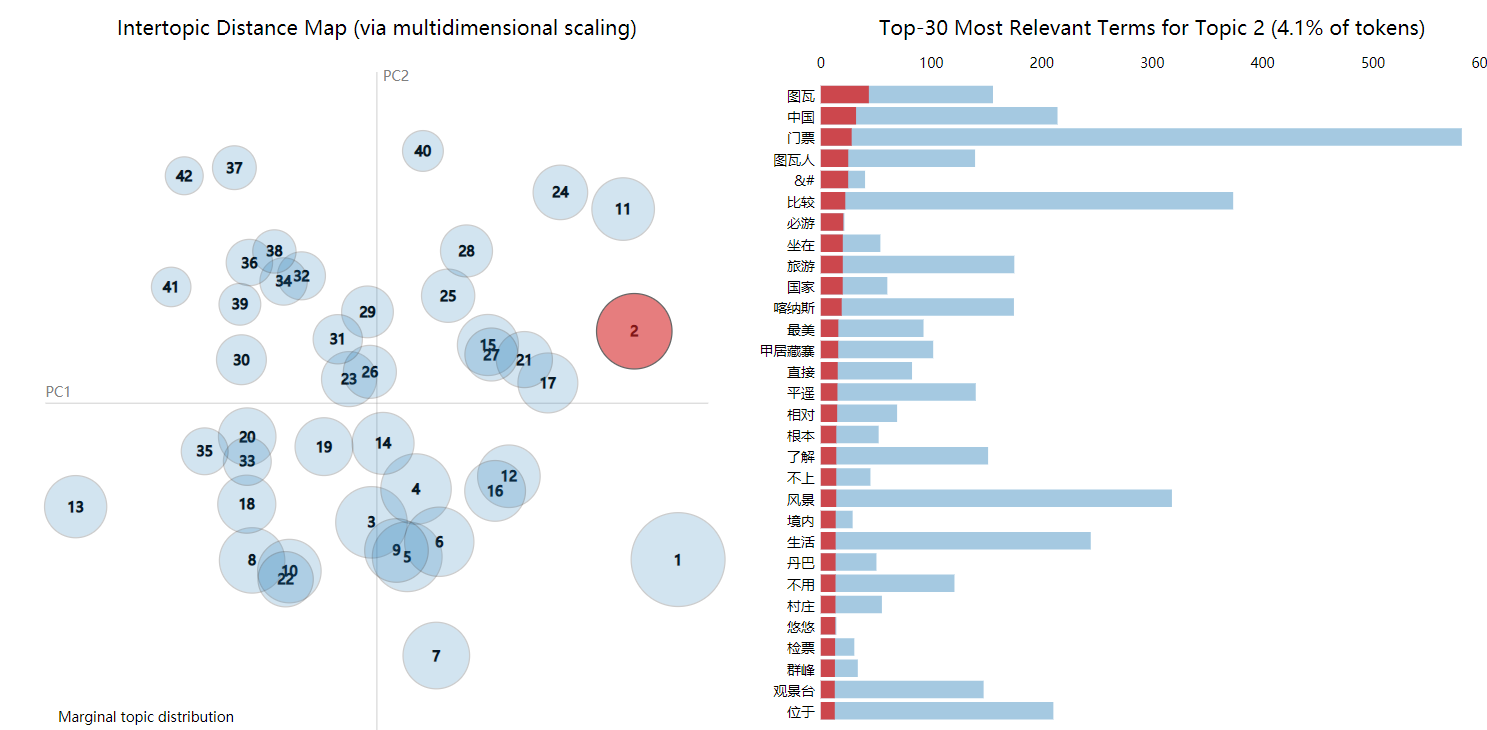 Intertopic Distance Map (via multidimensional scaling)
PC2
PC1
40
42
37
24
11
38
36
34
32
28
41
39
25
29
2
31
15
27
21
30
26
23
17
20
35
33
19
14
12
16
4
13
18
3
6
9
5
8
10
22
1
7
Marginal topic distribution
Top-30 Most Relevant Terms for Topic 2 (4.1% of tokens)
0 100 200 300 400 500 60
图瓦
中国
门票
图瓦人
&#
比较
必游
坐在
旅游
国家
喀纳斯
最美
甲居藏寨
直接
平遥
相对
根本
了解
不上
风景
境内
生活
丹巴
不用
村庄
悠悠
检票
群峰
观景台
位于